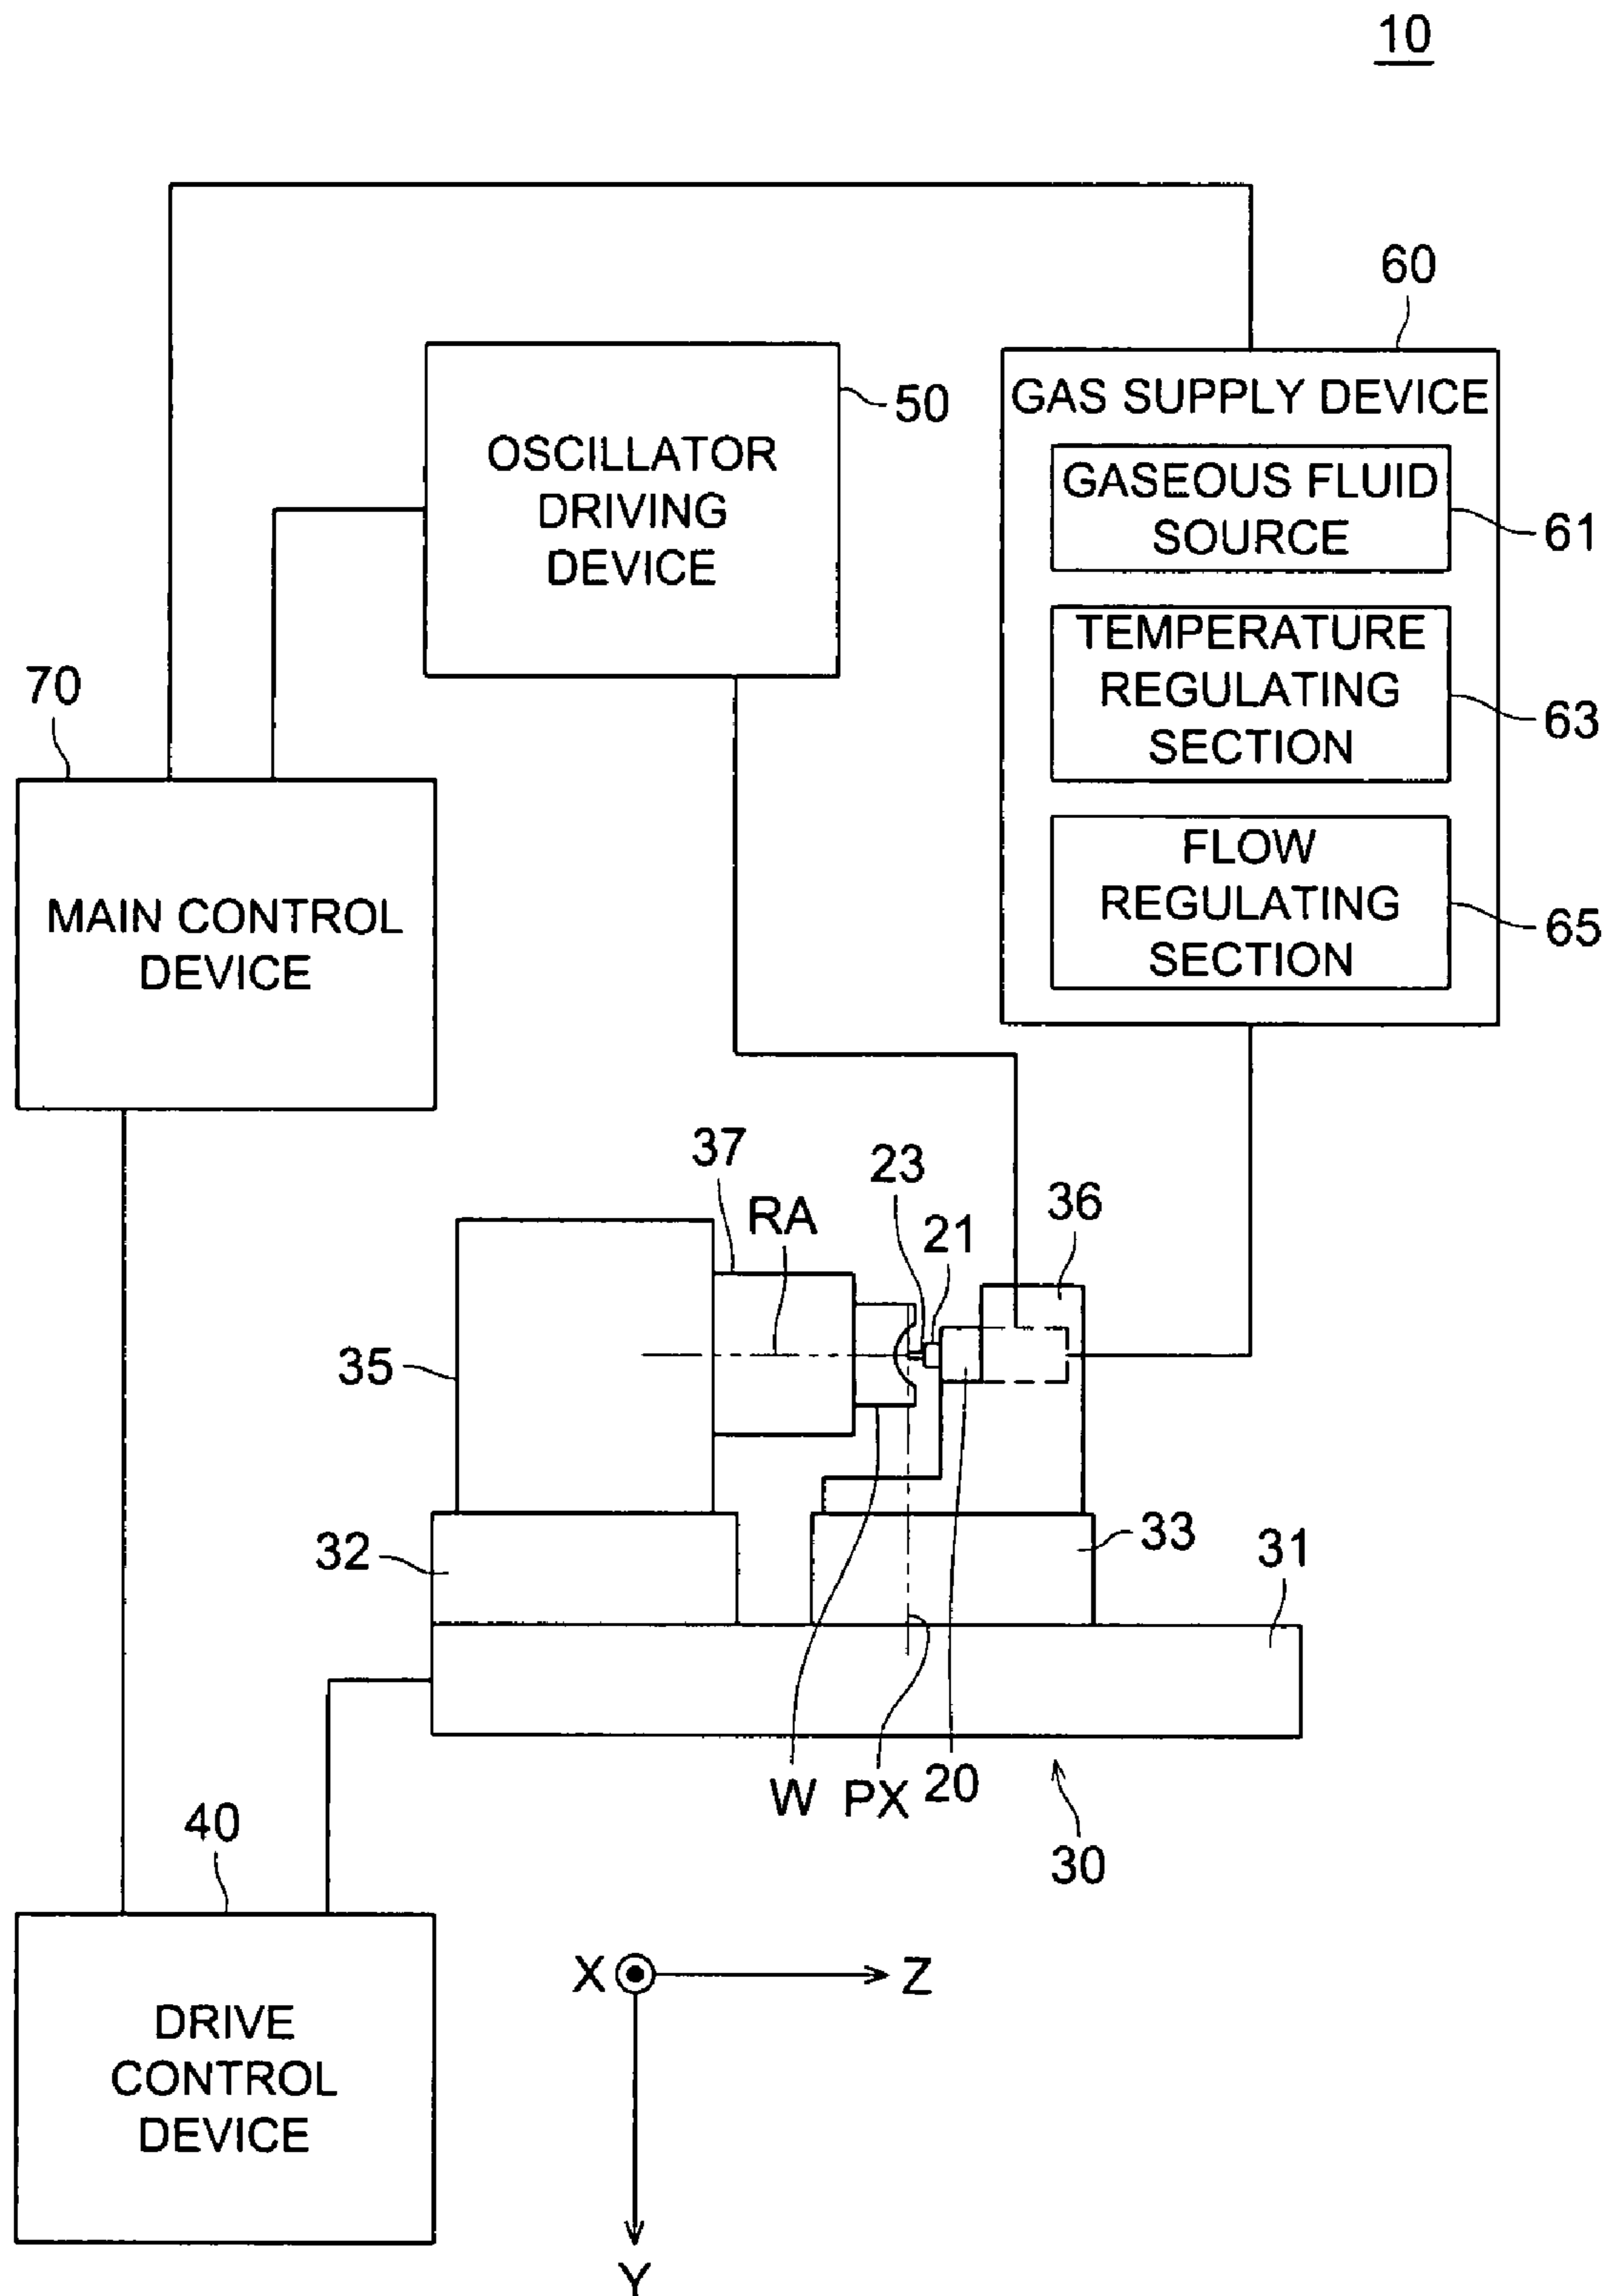 10
60
GAS SUPPLY DEVICE
50
OSCILLATOR
DRIVING
DEVICE
GASEOUS FLUID
SOURCE
61
TEMPERATURE
REGULATING
SECTION
63
70
FLOW
REGULATING
SECTION
65
MAIN CONTROL
DEVICE
37
23
36
RA
21
35
32
33
31
W
PX
20
30
40
X
Z
DRIVE
CONTROL
DEVICE
Y